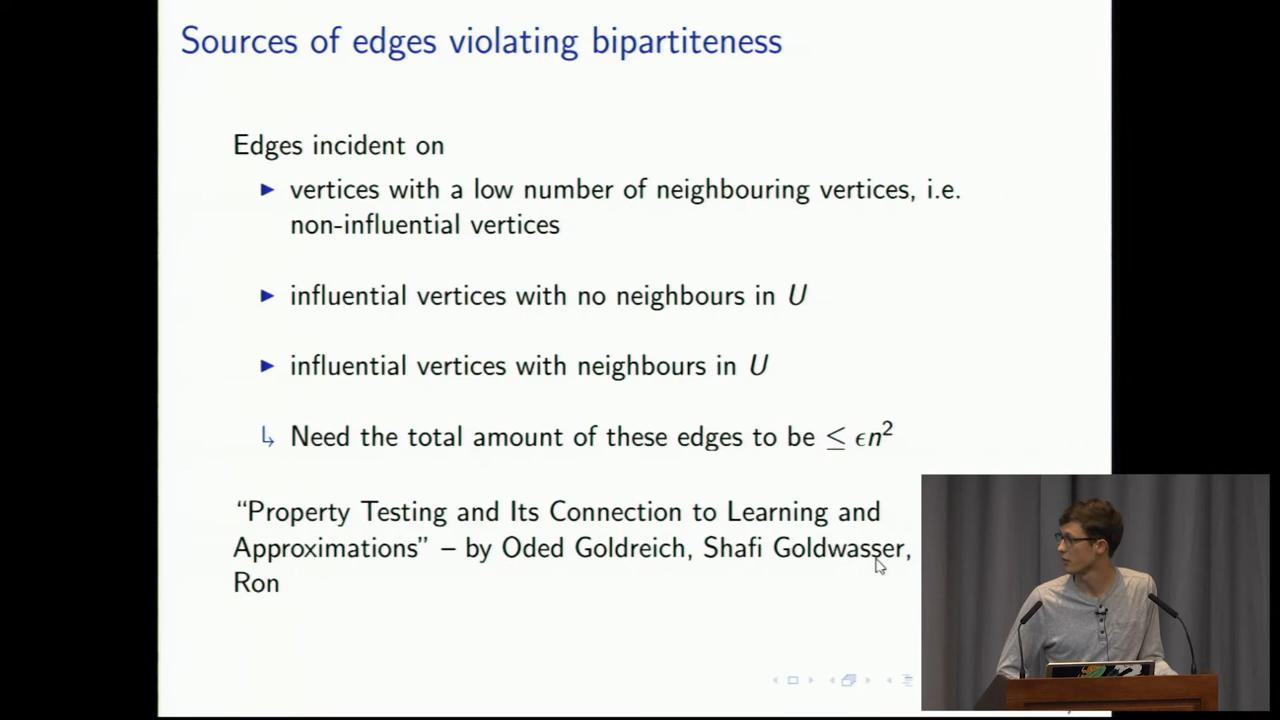 Sources of edges violating bipartiteness
Edges incident on
▶ vertices with a low number of neighbouring vertices, i.e.
non-influential vertices
▶ influential vertices with no neighbours in U
▶ influential vertices with neighbours in U
↳ Need the total amount of these edges to be ≤ ϵn²
“Property Testing and Its Connection to Learning and
Approximations” – by Oded Goldreich, Shafi Goldwasser,
Ron